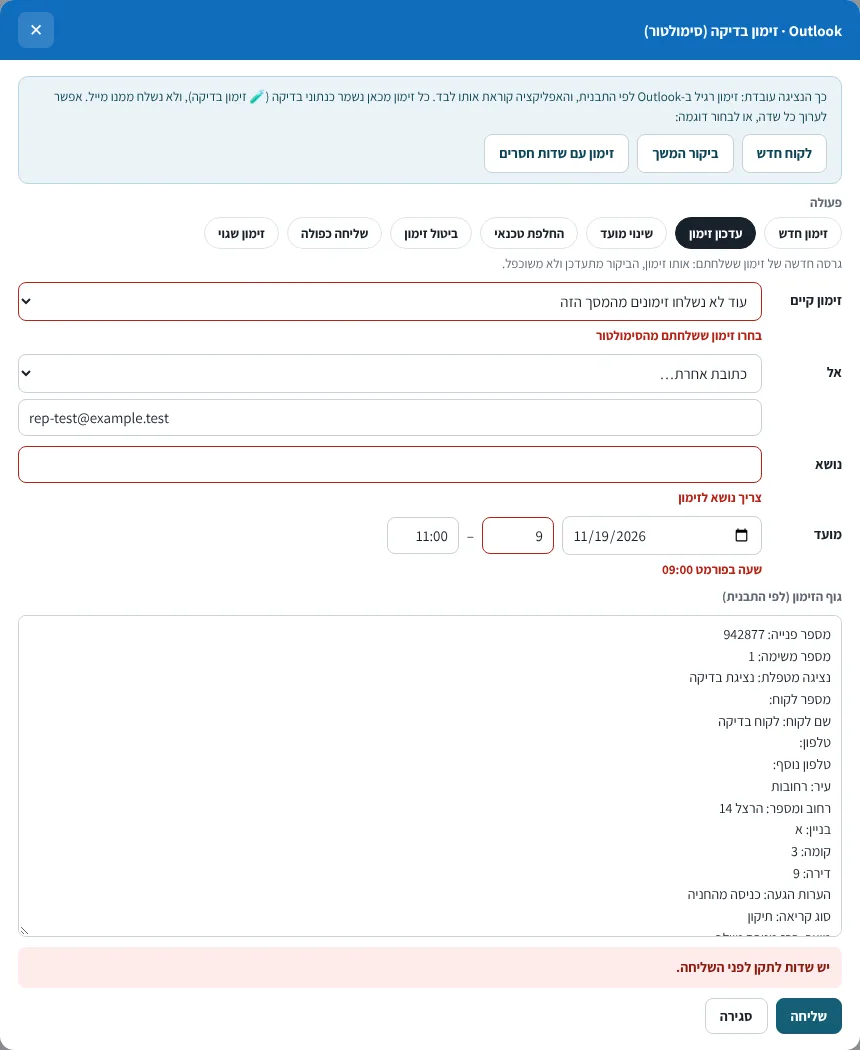 Outlook · זימון בדיקה (סימולטור)
✕
כך הנציגה עובדת: זימון רגיל ב-Outlook לפי התבנית, והאפליקציה קוראת אותו לבד. כל זימון מכאן נשמר כנתוני בדיקה (🧪 זימון בדיקה), ולא נשלח ממנו מייל. אפשר
לערוך כל שדה, או לבחור דוגמה:
לקוח חדש
ביקור המשך
זימון עם שדות חסרים
פעולה
זימון חדש
עדכון זימון
שינוי מועד
החלפת טכנאי
ביטול זימון
שליחה כפולה
זימון שגוי
גרסה חדשה של זימון ששלחתם: אותו זימון, הביקור מתעדכן ולא משוכפל.
זימון קיים
עוד לא נשלחו זימונים מהמסך הזה
בחרו זימון ששלחתם מהסימולטור
אל
כתובת אחרת…
rep-test@example.test
נושא
צריך נושא לזימון
מועד
11/19/2026
9
–
11:00
שעה בפורמט 09:00
גוף הזימון (לפי התבנית)
מספר פנייה: 942877
מספר משימה: 1
נציגה מטפלת: נציגת בדיקה
מספר לקוח:
שם לקוח: לקוח בדיקה
טלפון:
טלפון נוסף:
עיר: רחובות
רחוב ומספר: הרצל 14
בניין: א
קומה: 3
דירה: 9
הערות הגעה: כניסה מהחניה
סוג קריאה: תיקון
יש שדות לתקן לפני השליחה.
שליחה
סגירה